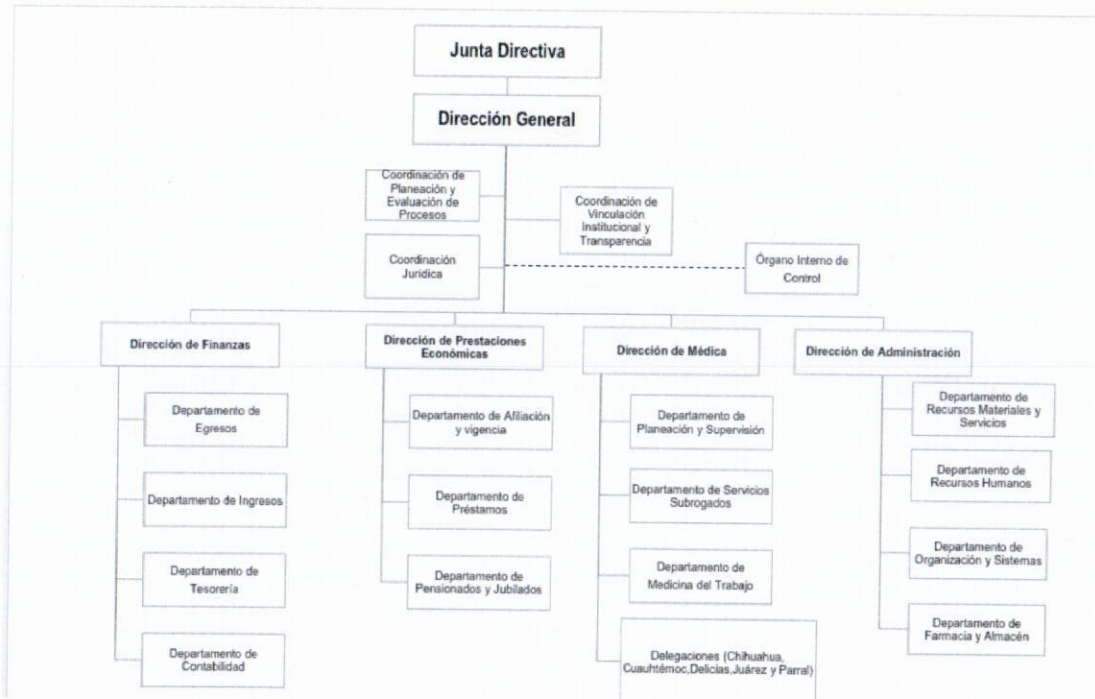 Junta Directiva
Dirección General
Coordinación de
Planeación y
Evaluación de
Procesos
Coordinación de
Vinculación
Institucional y
Transparencia
Coordinación
Jurídica
Órgano Interno de
Control
Dirección de Finanzas
Departamento de
Egresos
Departamento de Ingresos
Departamento de
Tesorería
Departamento de
Contabilidad
Dirección de Prestaciones
Económicas
Departamento de Afiliación
y vigencia
Departamento de
Préstamos
Departamento de
Pensionados y Jubilados
Dirección de Médica
Departamento de
Planeación y Supervisión
Departamento de Servicios
Subrogados
Departamento de
Medicina del Trabajo
Delegaciones (Chihuahua,
Cuauhtémoc,Delicias,Juárez y Parral)
Dirección de Administración
Departamento de
Recursos Materiales y
Servicios
Departamento de
Recursos Humanos
Departamento de
Organización y Sistemas
Departamento de
Farmacia y Almacén